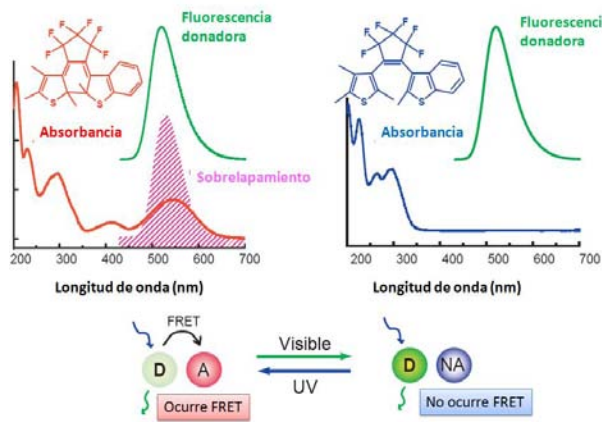 Fluorescencia
donadora
F F
F F
F F
S S
Absorbancia
Sobrelapamiento
200 300 400 500 600 700
Longitud de onda (nm)
Fluorescenci
donadora
F F
F F
F F
S S
Absorbancia
200 300 400 500 600 700
Longitud de onda (nm)
FRET
D A
Ocurre FRET
Visible
UV
D NA
No ocurre FRET